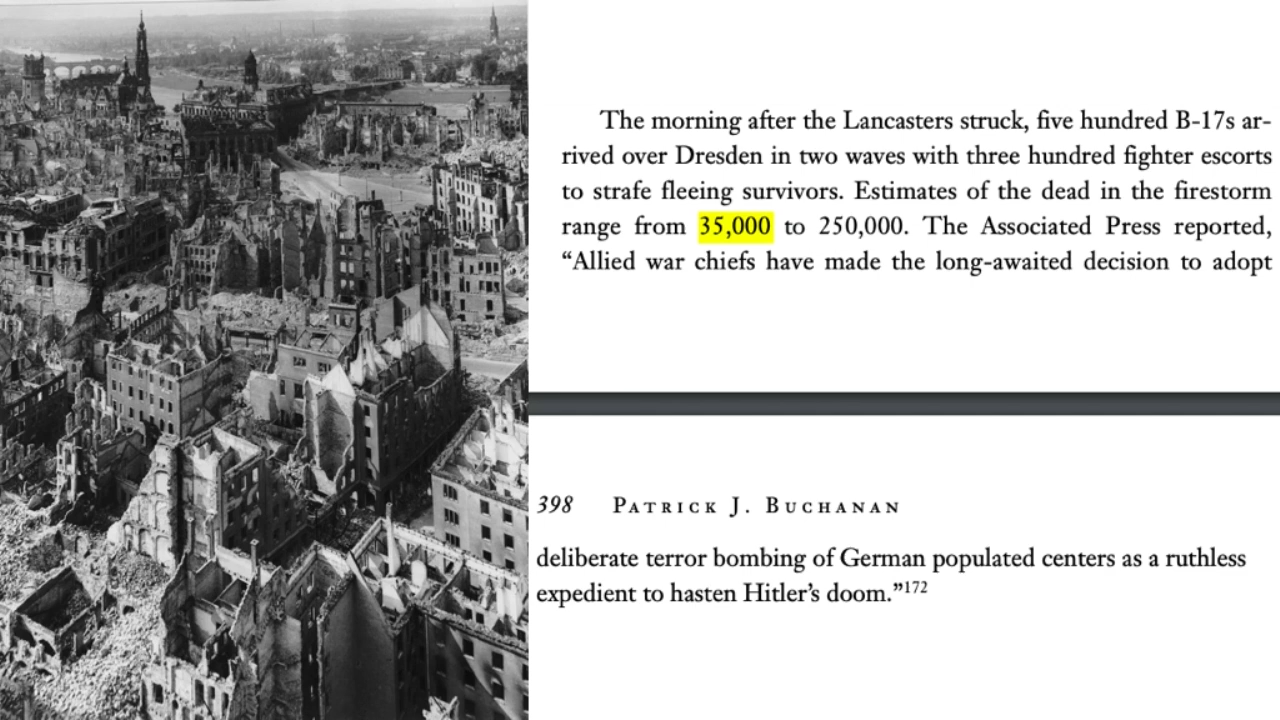 The morning after the Lancasters struck, five hundred B-17s ar-
rived over Dresden in two waves with three hundred fighter escorts
to strafe fleeing survivors. Estimates of the dead in the firestorm
range from 35,000 to 250,000. The Associated Press reported,
“Allied war chiefs have made the long-awaited decision to adopt
398 PATRICK J. BUCHANAN
deliberate terror bombing of German populated centers as a ruthless
expedient to hasten Hitler’s doom.”172